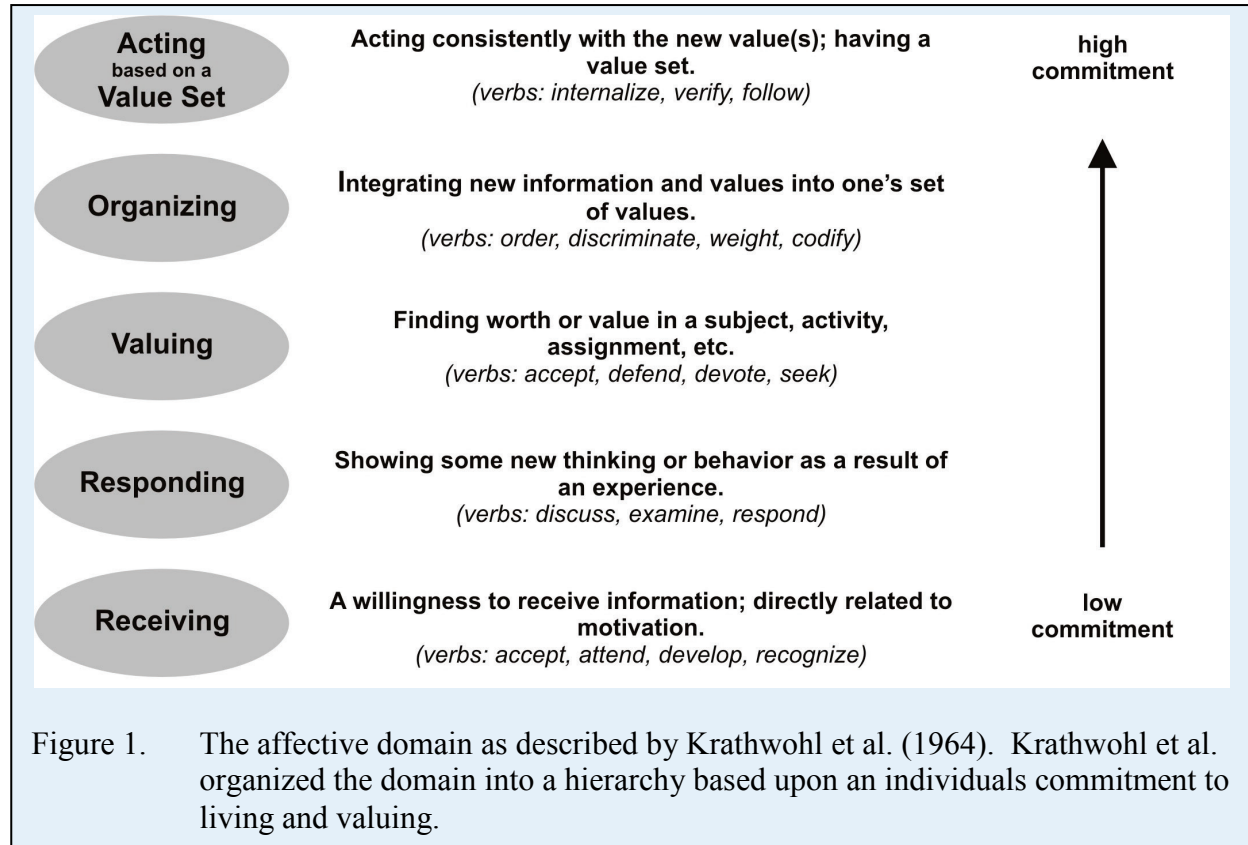 Acting
based on a
Value Set
Acting consistently with the new value(s); having a
value set.
(verbs: internalize, verify, follow)
high
commitment
Organizing
Integrating new information and values into one’s set
of values.
(verbs: order, discriminate, weight, codify)
Valuing
Finding worth or value in a subject, activity,
assignment, etc.
(verbs: accept, defend, devote, seek)
Responding
Showing some new thinking or behavior as a result of
an experience.
(verbs: discuss, examine, respond)
Receiving
A willingness to receive information; directly related to
motivation.
(verbs: accept, attend, develop, recognize)
low
commitment
Figure 1. The affective domain as described by Krathwohl et al. (1964). Krathwohl et al.
organized the domain into a hierarchy based upon an individuals commitment to
living and valuing.